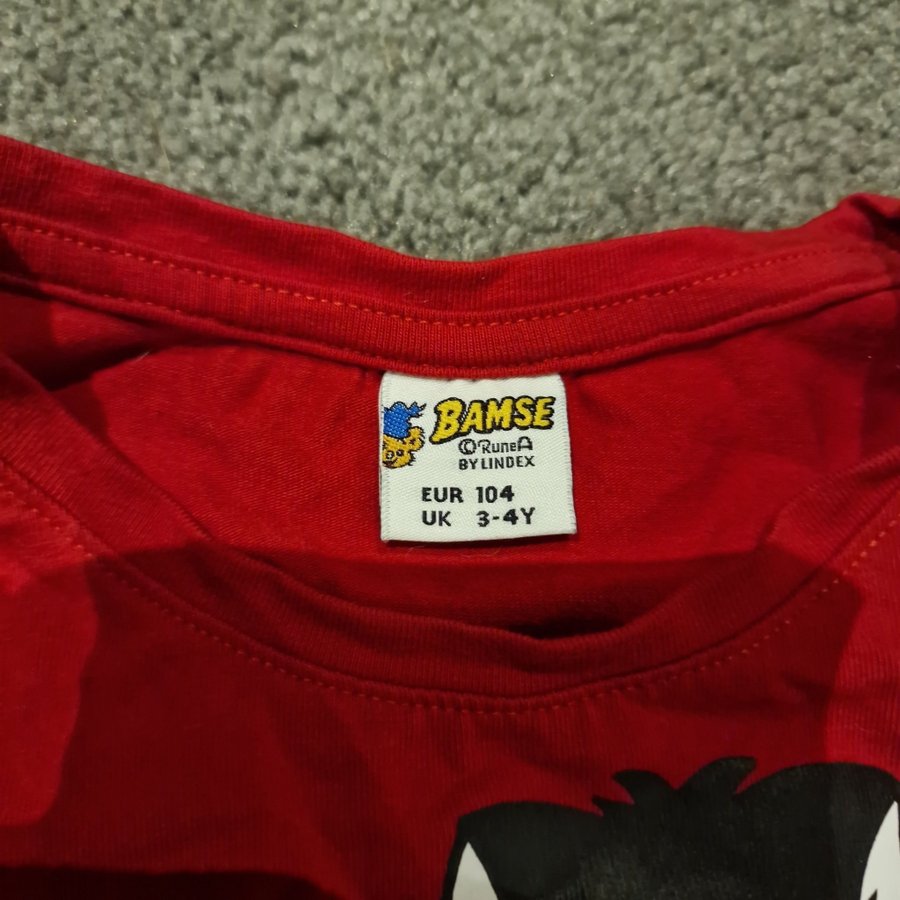 BAMSE
©RuneA
BY LINDEX
EUR 104
UK 3-4Y